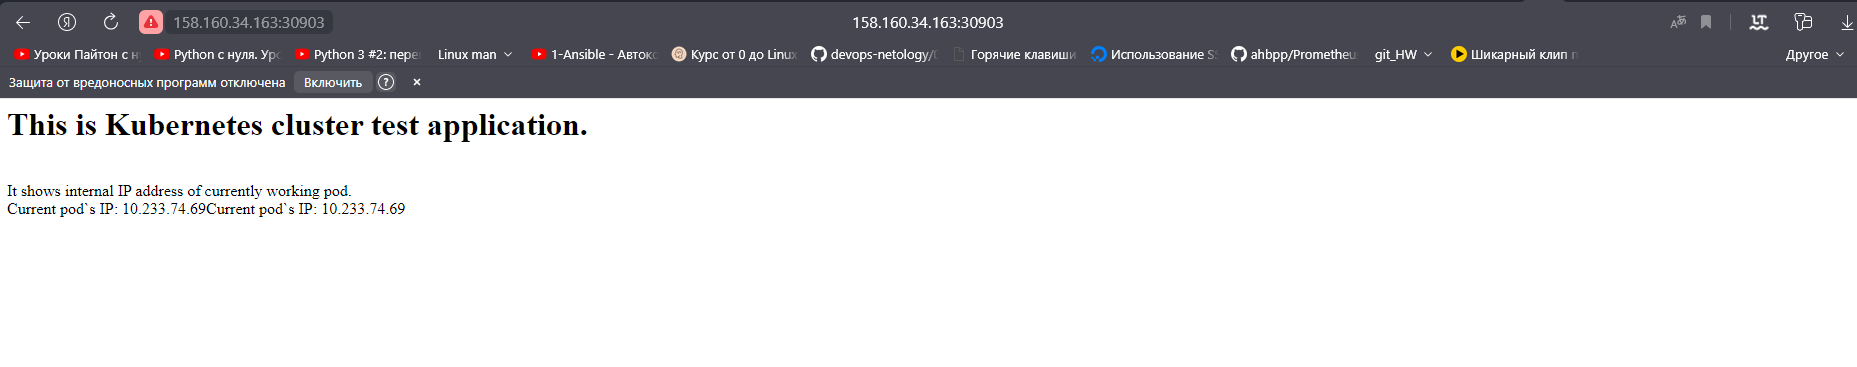 158.160.34.163:30903 158.160.34.163:30903
Уроки Пайтон с н Python с нуля. Ур Python 3 #2: пере Linux man 1-Ansible - Авток Курс от 0 до Linux devops-netology/ Горячие клавиши Использование S ahbpp/Prometheu git_HW Шикарный клип п Другое
Защита от вредоносных программ отключена Включить
This is Kubernetes cluster test application.
It shows internal IP address of currently working pod.
Current pod`s IP: 10.233.74.69Current pod`s IP: 10.233.74.69